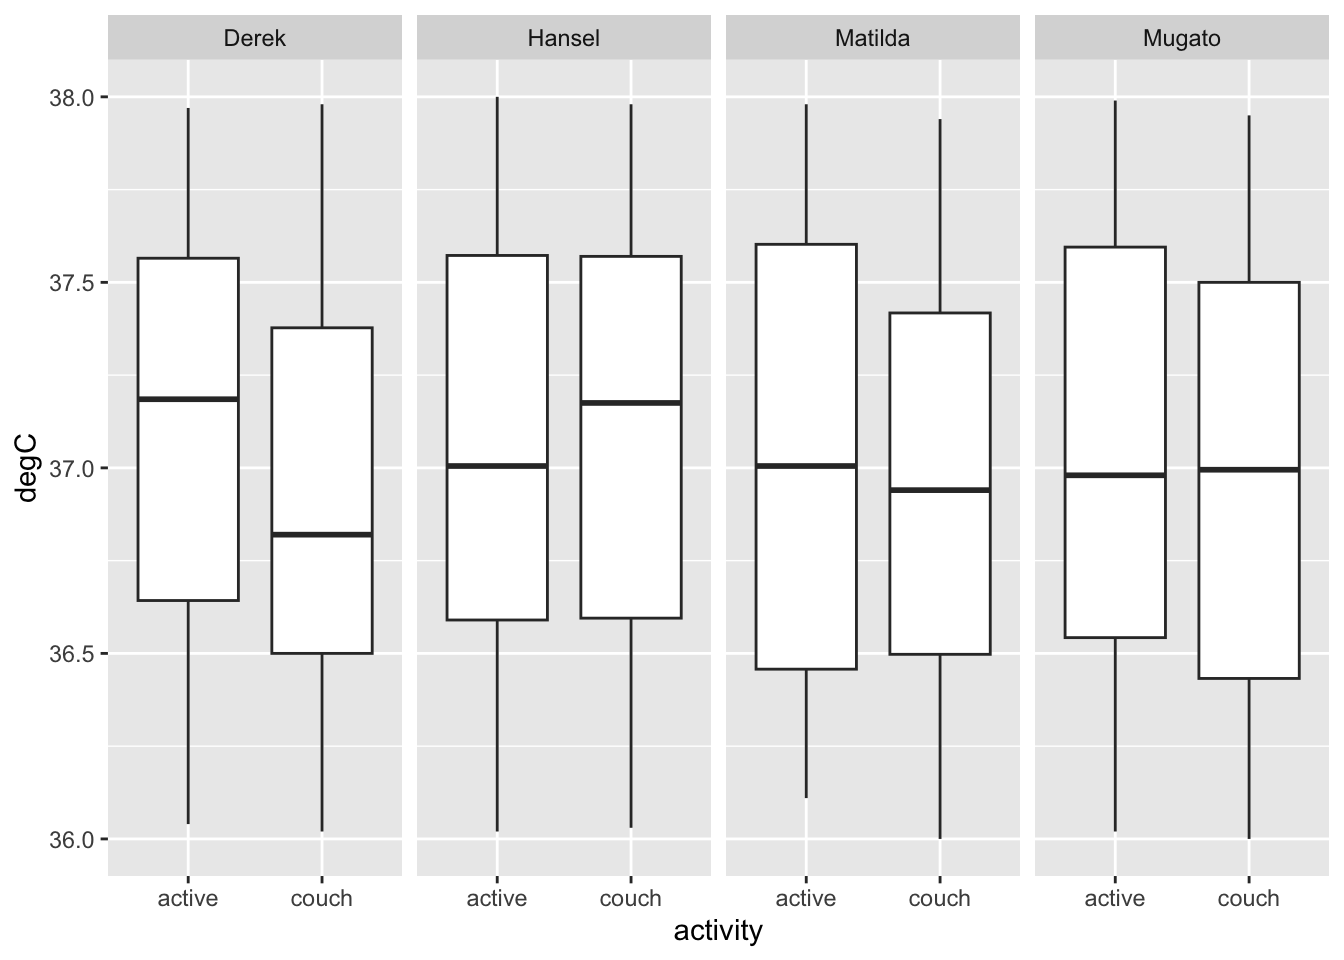 Derek Hansel Matilda Mugato
38.0
37.5
37.0
36.5
36.0
degC
active couch active couch active couch active couch
activity